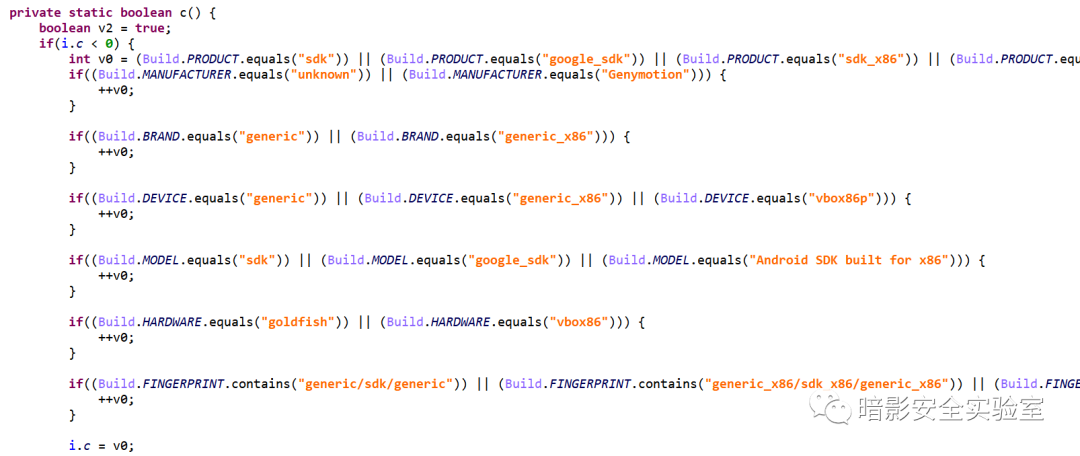 private static boolean c() {
boolean v2 = true;
if(i.c < 0) {
int v0 = (Build.PRODUCT.equals("sdk")) || (Build.PRODUCT.equals("google_sdk")) || (Build.PRODUCT.equals("sdk_x86")) || (Build.PRODUCT.equ
if((Build.MANUFACTURER.equals("unknown")) || (Build.MANUFACTURER.equals("Genymotion"))) {
++v0;
}
if((Build.BRAND.equals("generic")) || (Build.BRAND.equals("generic_x86"))) {
++v0;
}
if((Build.DEVICE.equals("generic")) || (Build.DEVICE.equals("generic_x86")) || (Build.DEVICE.equals("vbox86p"))) {
++v0;
}
if((Build.MODEL.equals("sdk")) || (Build.MODEL.equals("google_sdk")) || (Build.MODEL.equals("Android SDK built for x86"))) {
++v0;
}
if((Build.HARDWARE.equals("goldfish")) || (Build.HARDWARE.equals("vbox86"))) {
++v0;
}
if((Build.FINGERPRINT.contains("generic/sdk/generic")) || (Build.FINGERPRINT.contains("generic_x86/sdk_x86/generic_x86")) || (Build.FING
++v0;
}
暗影安全实验室
i.c = v0;